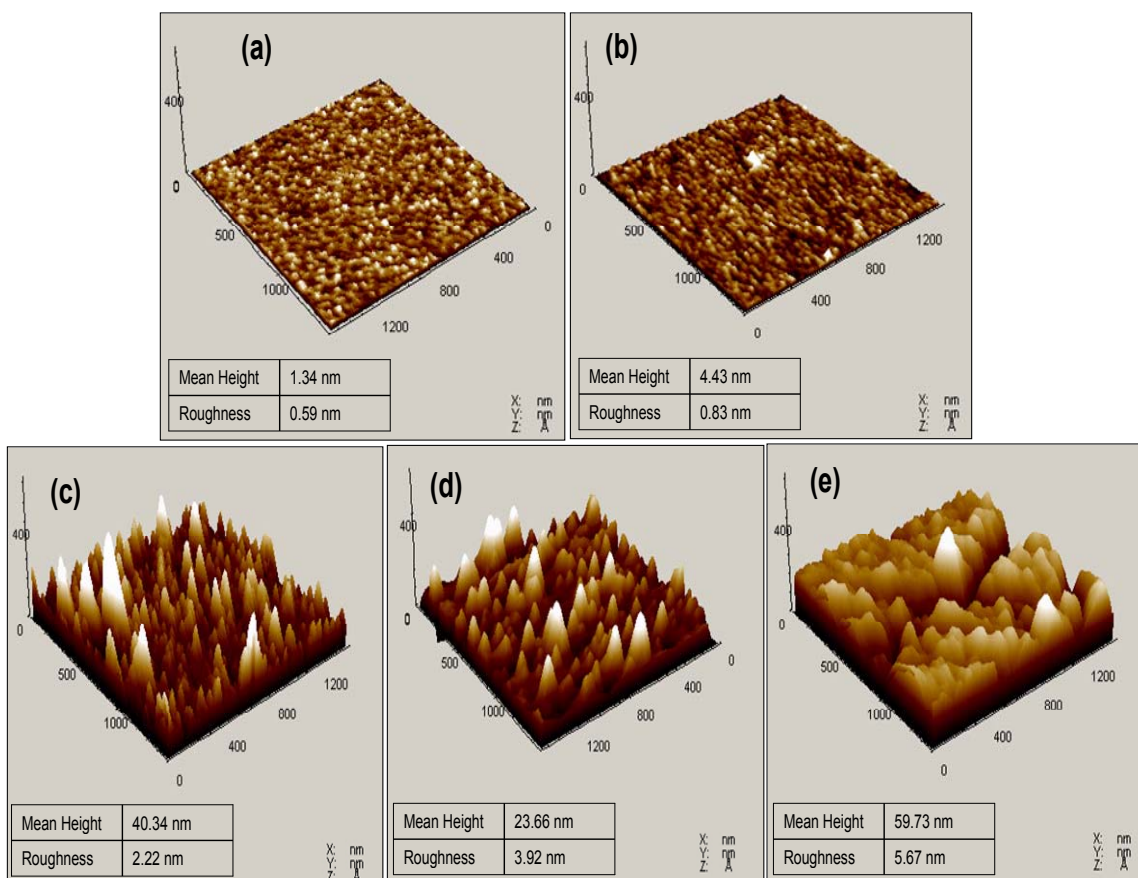 (a)
400
0
500
1000
1200
800
400
0
Mean Height 1.34 nm
Roughness 0.59 nm
X: nm
Y: nm
Z: Å
(b)
400
0
500
1000
0
400
800
1200
Mean Height 4.43 nm
Roughness 0.83 nm
X: nm
Y: nm
Z: Å
(c)
400
0
500
1000
0
400
800
1200
Mean Height 40.34 nm
Roughness 2.22 nm
X: nm
Y: nm
Z: Å
(d)
400
0
500
1000
1200
800
400
0
Mean Height 23.66 nm
Roughness 3.92 nm
X: nm
Y: nm
Z: Å
(e)
400
0
500
1000
0
400
800
1200
Mean Height 59.73 nm
Roughness 5.67 nm
X: nm
Y: nm
Z: Å